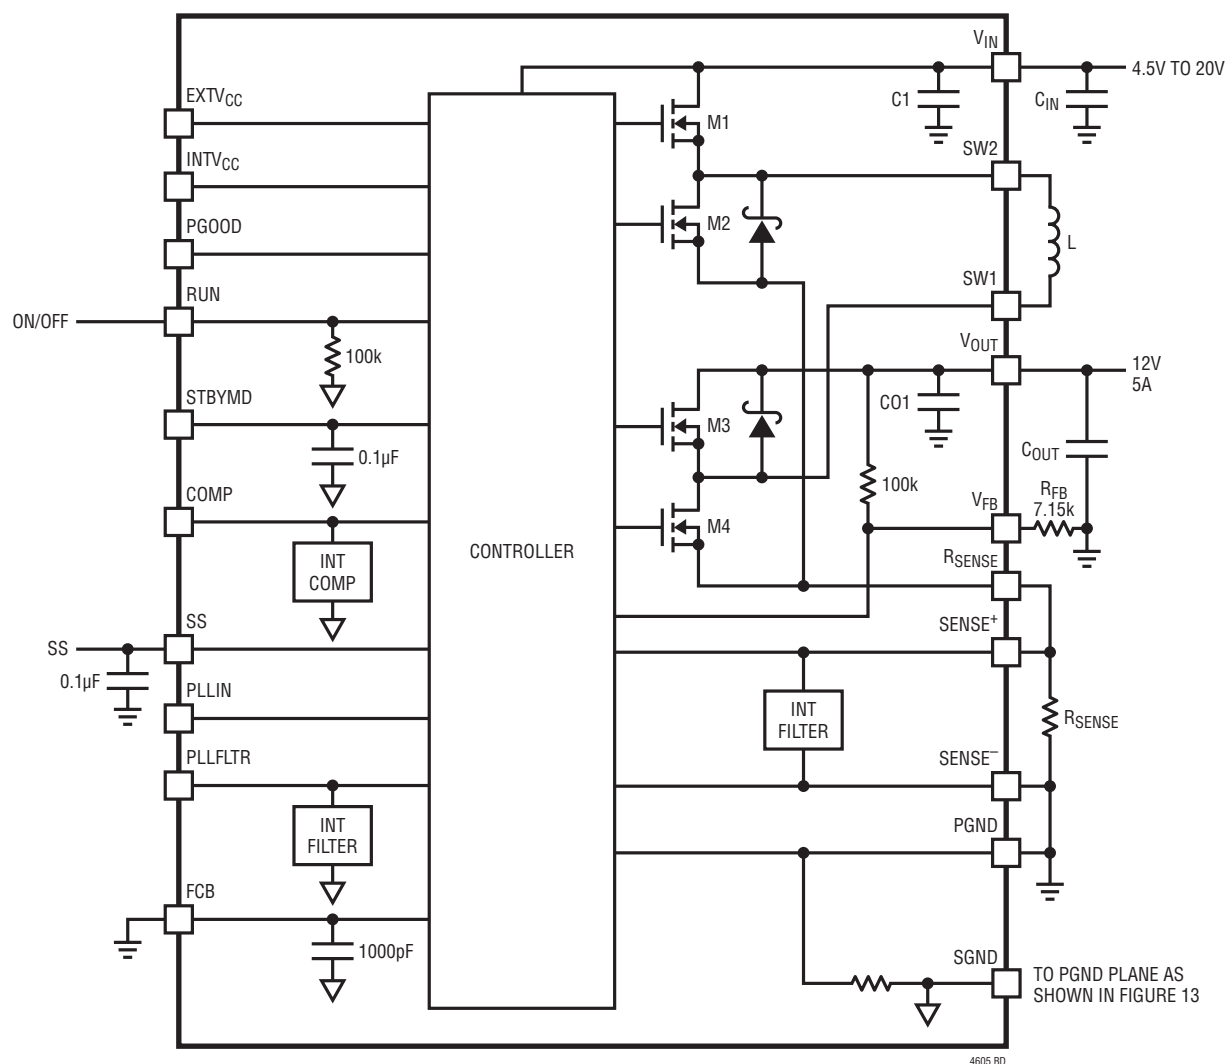 EXTVCC
INTVCC
PGOOD
RUN
ON/OFF
100k
STBYMD
0.1µF
COMP
INT
COMP
SS
SS
0.1µF
PLLIN
PLLFLTR
INT
FILTER
FCB
1000pF
CONTROLLER
M1
M2
M3
M4
VIN
4.5V TO 20V
C1
CIN
SW2
L
SW1
VOUT
12V
5A
CO1
COUT
100k
VFB
RFB
7.15k
RSENSE
SENSE+
INT
FILTER
RSENSE
SENSE–
PGND
SGND
TO PGND PLANE AS
SHOWN IN FIGURE 13
4605 BD